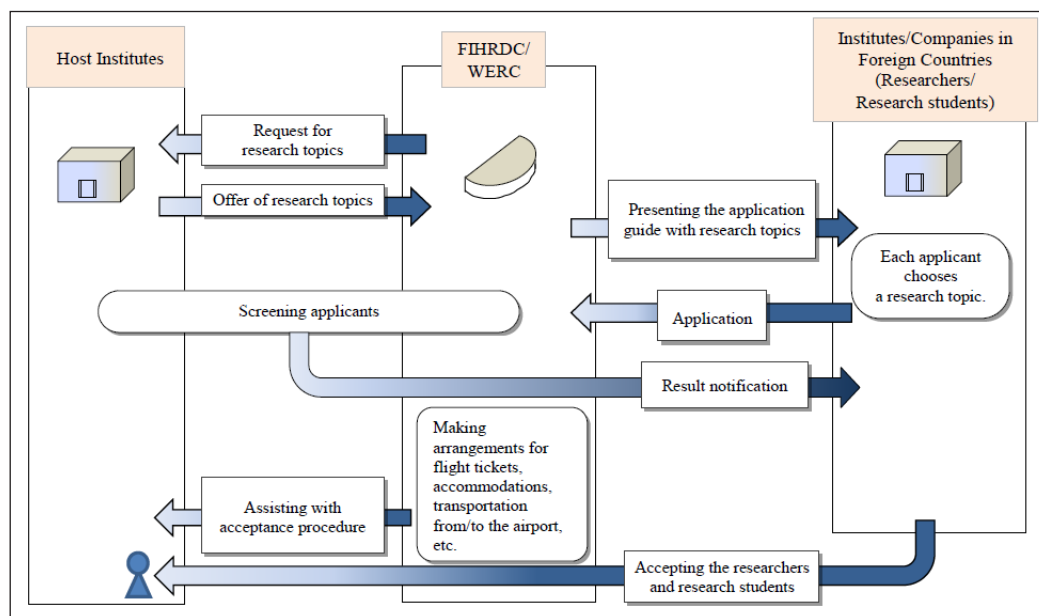 Host Institutes
FIHRDC/
WERC
Institutes/Companies in
Foreign Countries
(Researchers/
Research students)
Request for
research topics
Offer of research topics
Presenting the application
guide with research topics
Each applicant
chooses
a research topic.
Screening applicants
Application
Result notification
Making
arrangements for
flight tickets,
accommodations,
transportation
from/to the airport,
etc.
Assisting with
acceptance procedure
Accepting the researchers
and research students